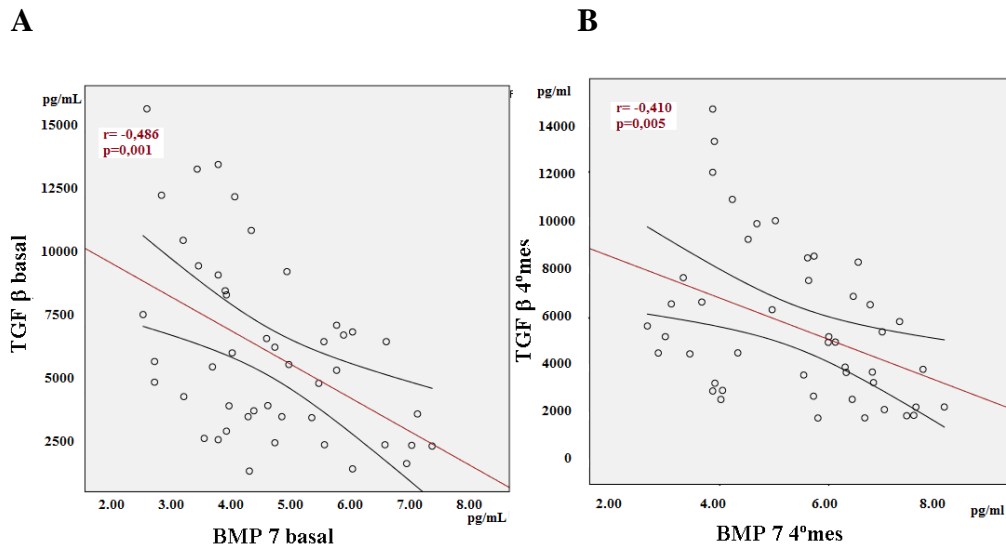 A
pg/mL
15000
r= -0,486
p=0,001
12500
10000
7500
5000
2500
TGF β basal
2.00 3.00 4.00 5.00 6.00 7.00 8.00
pg/mL
BMP 7 basal
B
pg/ml
14000
r= -0,410
p=0,005
12000
10000
8000
6000
4000
2000
0
TGF β 4ºmes
2.00 4.00 6.00 8.00
pg/ml
BMP 7 4ºmes